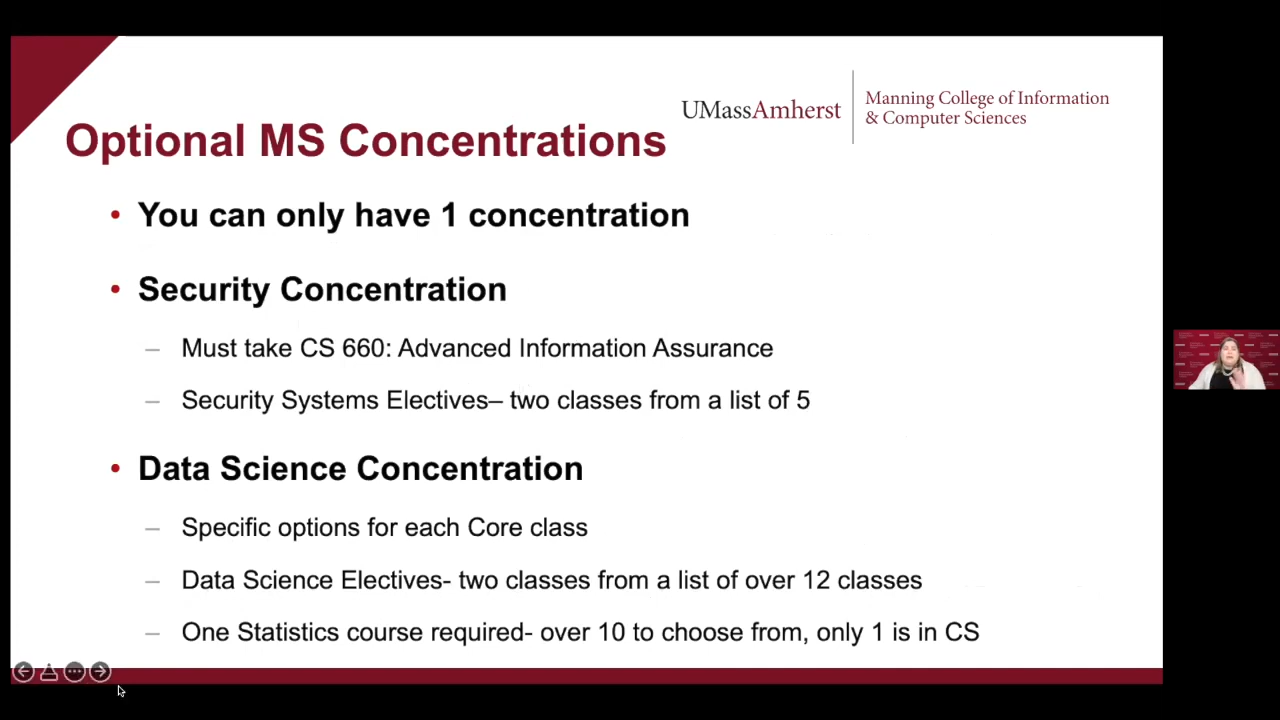 UMassAmherst
Manning College of Information
& Computer Sciences
Optional MS Concentrations
• You can only have 1 concentration
• Security Concentration
– Must take CS 660: Advanced Information Assurance
– Security Systems Electives– two classes from a list of 5
• Data Science Concentration
– Specific options for each Core class
– Data Science Electives- two classes from a list of over 12 classes
– One Statistics course required- over 10 to choose from, only 1 is in CS